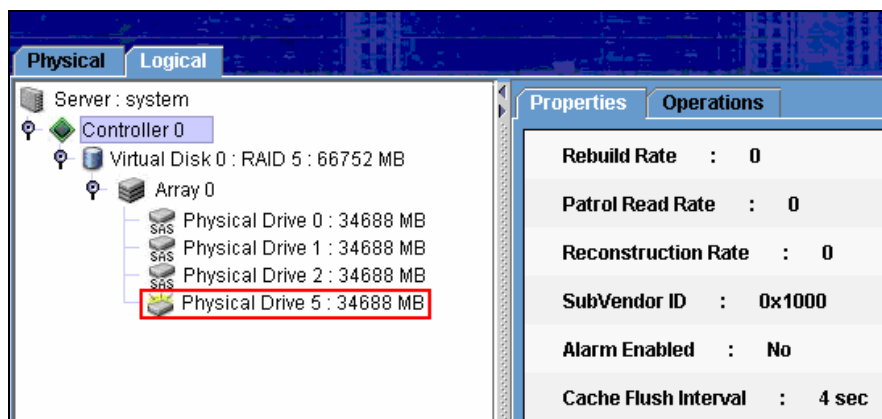 Physical Logical
Server : system
Controller 0
Virtual Disk 0 : RAID 5 : 66752 MB
Array 0
SAS Physical Drive 0 : 34688 MB
SAS Physical Drive 1 : 34688 MB
SAS Physical Drive 2 : 34688 MB
Physical Drive 5 : 34688 MB
Properties Operations
Rebuild Rate : 0
Patrol Read Rate : 0
Reconstruction Rate : 0
SubVendor ID : 0x1000
Alarm Enabled : No
Cache Flush Interval : 4 sec